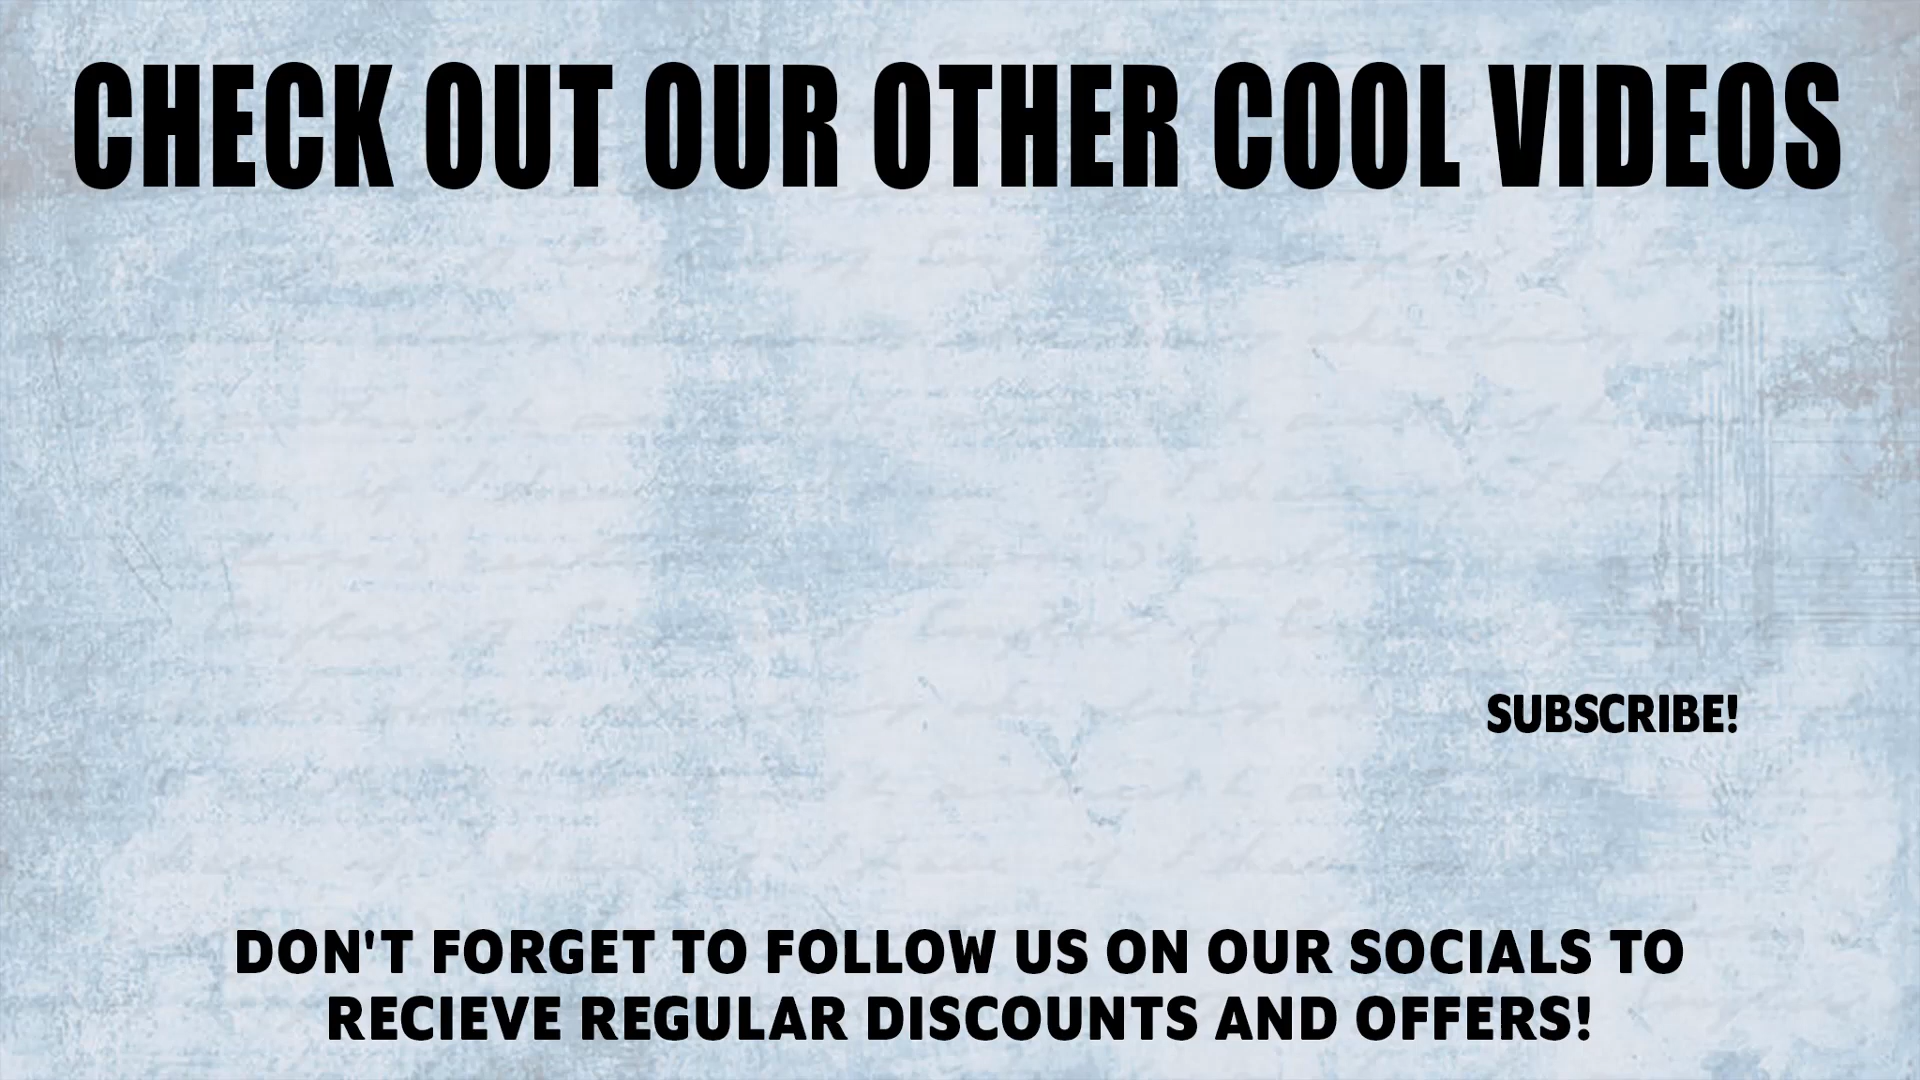 CHECK OUT OUR OTHER COOL VIDEOS
SUBSCRIBE!
DON'T FORGET TO FOLLOW US ON OUR SOCIALS TO
RECIEVE REGULAR DISCOUNTS AND OFFERS!